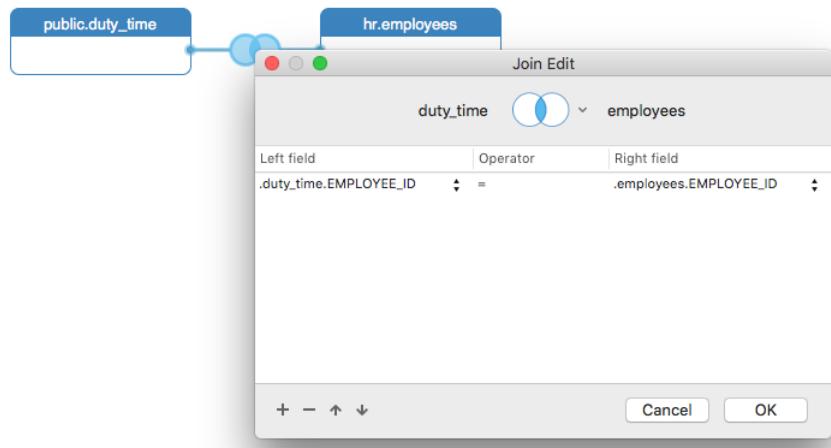 public.duty_time hr.employees
Join Edit
duty_time employees
Left field Operator Right field
.duty_time.EMPLOYEE_ID = .employees.EMPLOYEE_ID
Cancel OK